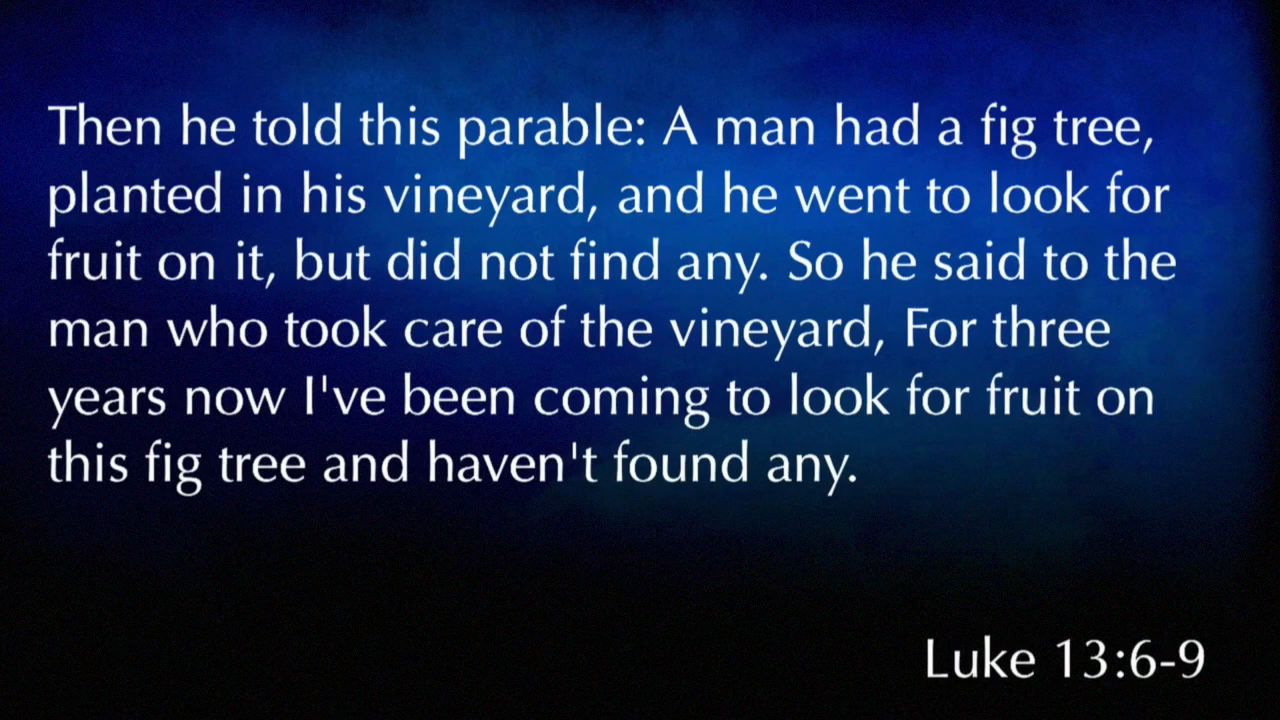 Then he told this parable: A man had a fig tree,
planted in his vineyard, and he went to look for
fruit on it, but did not find any. So he said to the
man who took care of the vineyard, For three
years now I've been coming to look for fruit on
this fig tree and haven't found any.
Luke 13:6-9